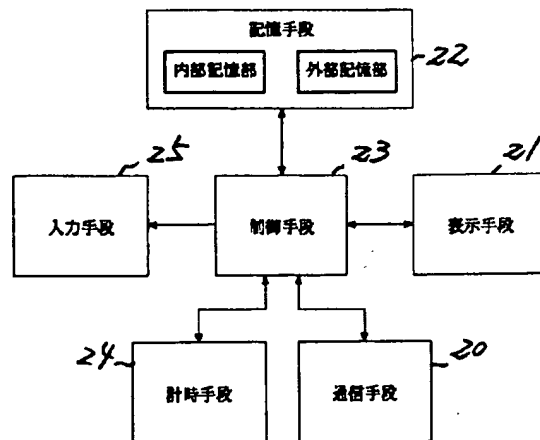 記憶手段
内部記憶部
外部記憶部
22
25
23
21
入力手段
制御手段
表示手段
24
20
計時手段
通信手段